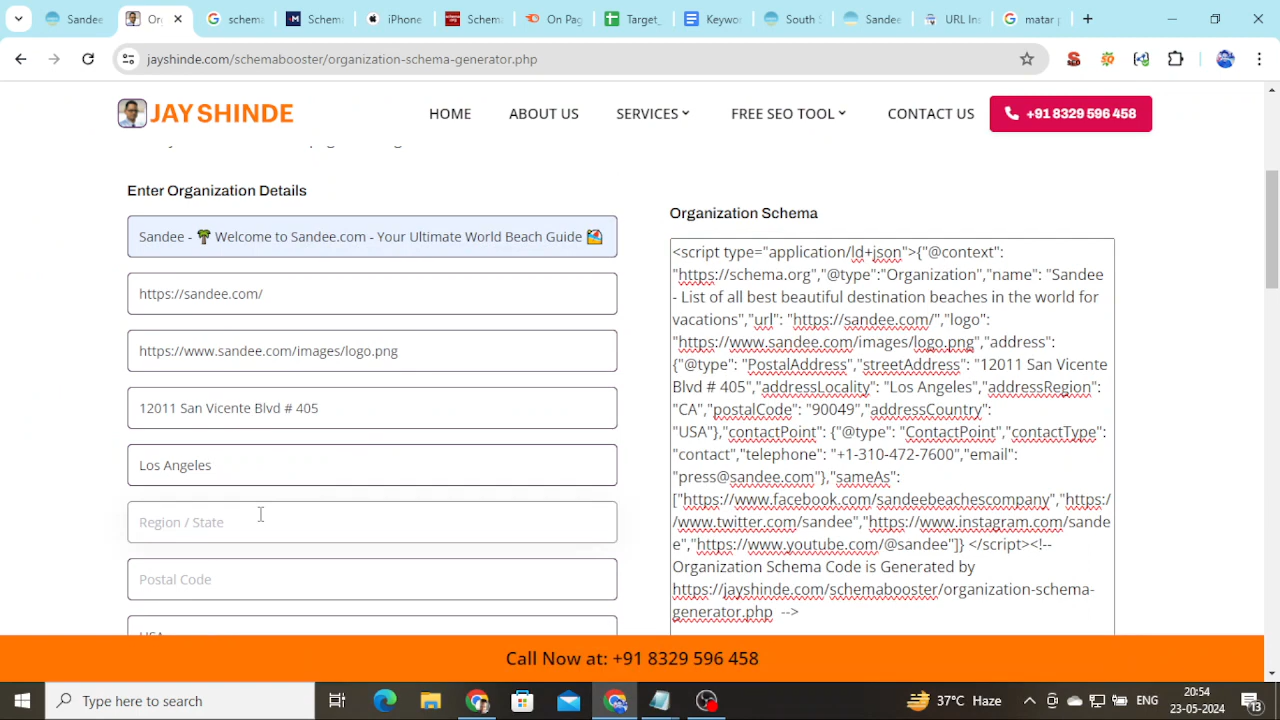 Sandee
Org
schema
Schema
iPhone
Schema
On Pag
Target_
Keywor
South S
Sandee
URL In
matar p
jayshinde.com/schemabooster/organization-schema-generator.php
JAY SHINDE
HOME
ABOUT US
SERVICES
FREE SEO TOOL
CONTACT US
+91 8329 596 458
Enter Organization Details
Sandee - 🌴 Welcome to Sandee.com - Your Ultimate World Beach Guide 🏖
https://sandee.com/
https://www.sandee.com/images/logo.png
12011 San Vicente Blvd # 405
Los Angeles
Region / State
Postal Code
USA
Organization Schema
<script type="application/ld+json">{"@context":
"https://schema.org","@type":"Organization","name": "Sandee
- List of all best beautiful destination beaches in the world for
vacations","url": "https://sandee.com/","logo":
"https://www.sandee.com/images/logo.png","address":
{"@type": "PostalAddress","streetAddress": "12011 San Vicente
Blvd # 405","addressLocality": "Los Angeles","addressRegion":
"CA","postalCode": "90049","addressCountry":
"USA"},"contactPoint": {"@type": "ContactPoint","contactType":
"contact","telephone": "+1-310-472-7600","email":
"press@sandee.com"},"sameAs":
["https://www.facebook.com/sandeebeachescompany","https:/
/www.twitter.com/sandee","https://www.instagram.com/sande
e","https://www.youtube.com/@sandee"]} </script><!--
Organization Schema Code is Generated by
https://jayshinde.com/schemabooster/organization-schema-
generator.php -->
Call Now at: +91 8329 596 458
Type here to search
37°C Haze
ENG
20:54
23-05-2024
13